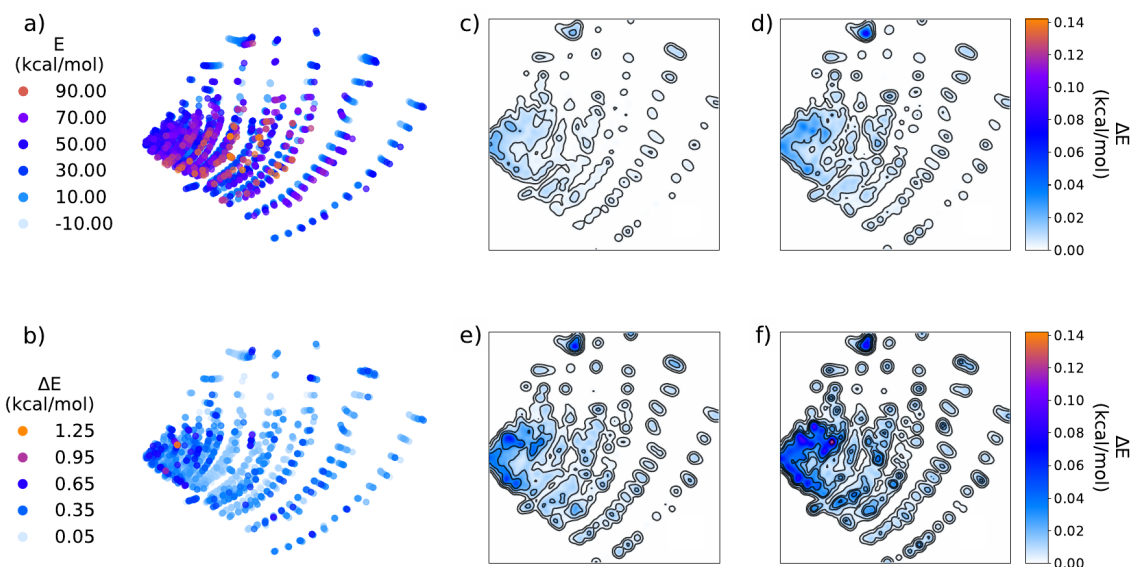 a)
E
(kcal/mol)
90.00
70.00
50.00
30.00
10.00
-10.00
c)
d)
0.14
0.12
0.10
0.08
0.06
0.04
0.02
0.00
ΔE
(kcal/mol)
b)
ΔE
(kcal/mol)
1.25
0.95
0.65
0.35
0.05
e)
f)
0.14
0.12
0.10
0.08
0.06
0.04
0.02
0.00
ΔE
(kcal/mol)